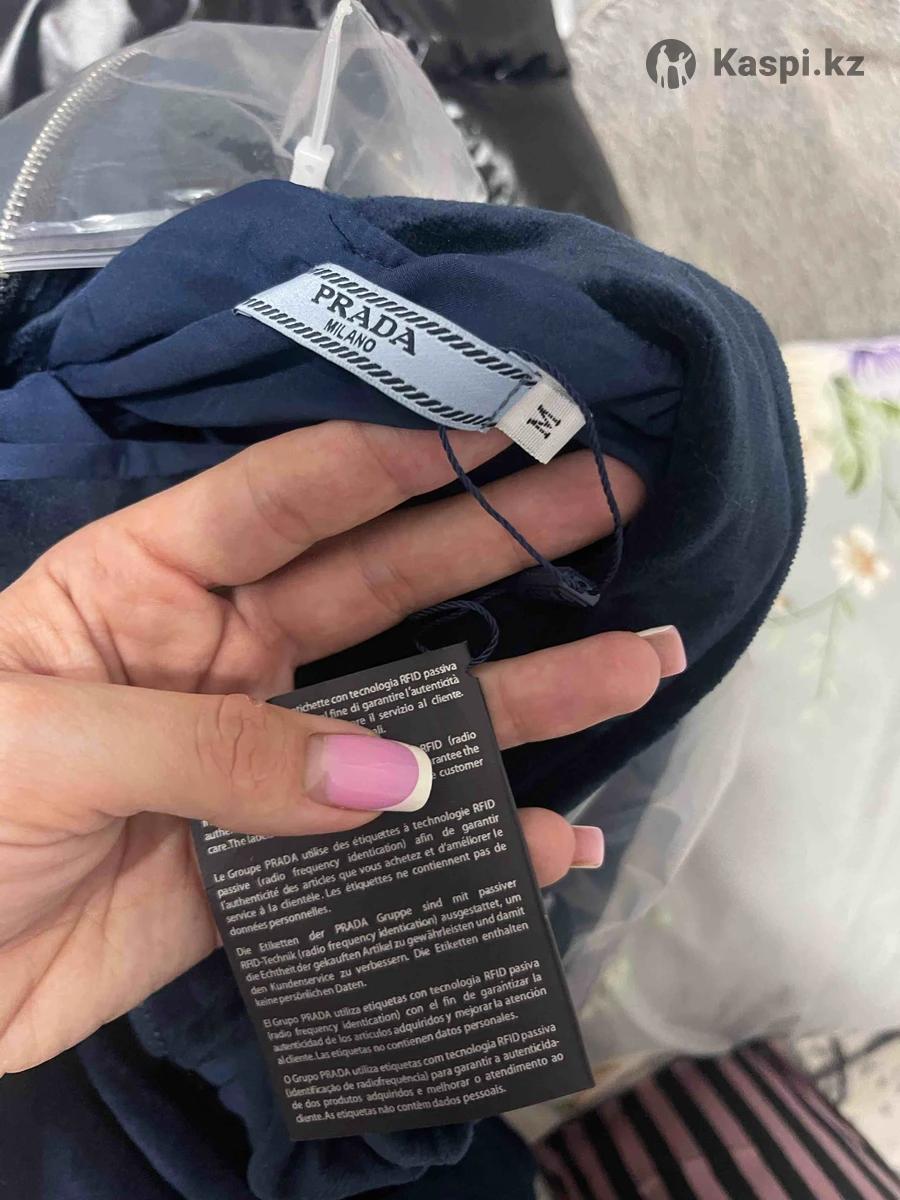 Kaspi.kz
PRADA
MILANO
M
tichette con tecnologia RFID passiva
l fine di garantire l'autenticità
re il servizio al cliente.
ali.
RFID (radio
rantee the
e customer
authe
care. The labe
Le Groupe PRADA utilise des étiquettes à technologie RFID
passive (radio frequency identication) afin de garantir
l'authenticité des articles que vous achetez et d'améliorer le
service à la clientèle. Les étiquettes ne contiennent pas de
données personnelles.
Die Etiketten der PRADA Gruppe sind mit passiver
RFID-Technik (radio frequency identication) ausgestattet, um
die Echtheit der gekauften Artikel zu gewährleisten und damit
den Kundenservice zu verbessern. Die Etiketten enthalten
keine persönlichen Daten.
El Grupo PRADA utiliza etiquetas con tecnología RFID pasiva
(radio frequency identication) con el fin de garantizar la
autenticidad de los artículos adquiridos y mejorar la atención
al cliente. Las etiquetas no contienen datos personales.
O Grupo PRADA utiliza etiquetas com tecnologia RFID passiva
(identificação de radiofrequência) para garantir a autenticida-
de dos produtos adquiridos e melhorar o atendimento ao
cliente. As etiquetas não contêm dados pessoais.